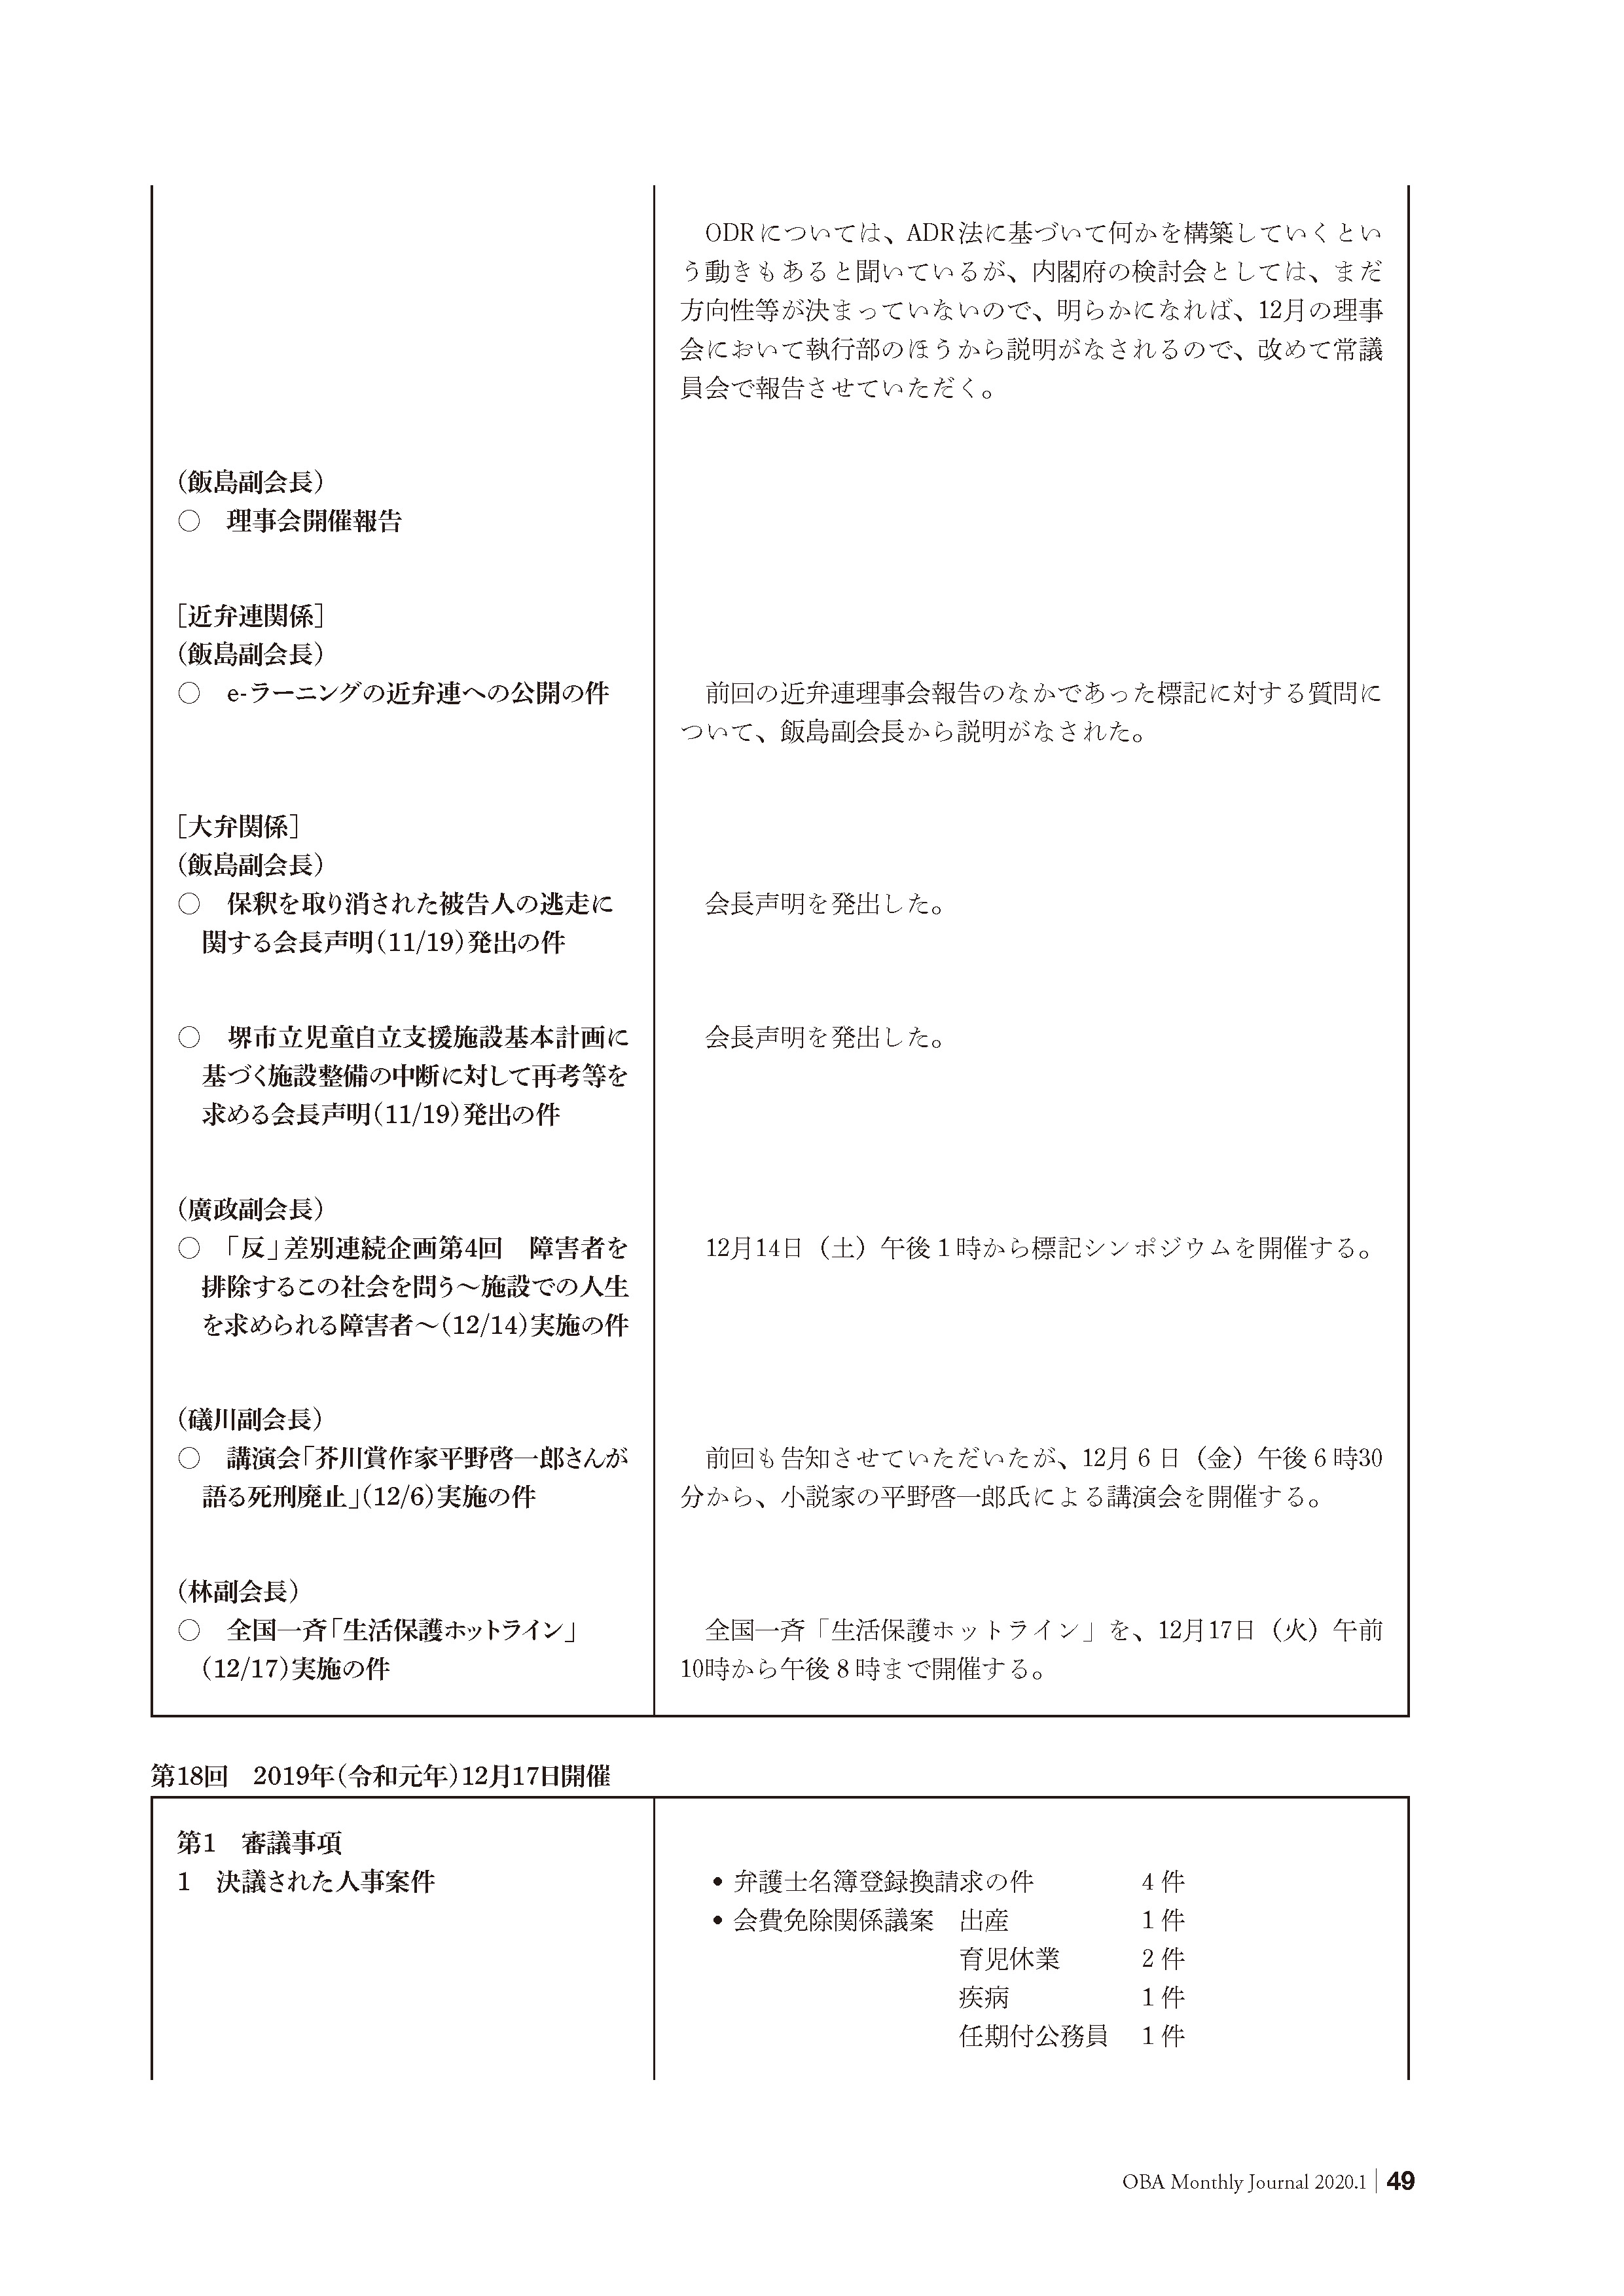 ODRについては、ADR法に基づいて何かを構築していくとい
う動きもあると聞いているが、内閣府の検討会としては、まだ
方向性等が決まっていないので、明らかになれば、12月の理事
会において執行部のほうから説明がなされるので、改めて常議
員会で報告させていただく。
(飯島副会長)
○　理事会開催報告
［近弁連関係］
(飯島副会長)
○　e-ラーニングの近弁連への公開の件
前回の近弁連理事会報告のなかであった標記に対する質問に
ついて、飯島副会長から説明がなされた。
［大弁関係］
(飯島副会長)
○　保釈を取り消された被告人の逃走に
関する会長声明(11/19)発出の件
会長声明を発出した。
○　堺市立児童自立支援施設基本計画に
基づく施設整備の中断に対して再考等を
求める会長声明(11/19)発出の件
会長声明を発出した。
(廣政副会長)
○　「反」差別連続企画第4回　障害者を
排除するこの社会を問う～施設での人生
を求められる障害者～(12/14)実施の件
12月14日（土）午後１時から標記シンポジウムを開催する。
(礒川副会長)
○　講演会「芥川賞作家平野啓一郎さんが
語る死刑廃止」(12/6)実施の件
前回も告知させていただいたが、12月６日（金）午後６時30
分から、小説家の平野啓一郎氏による講演会を開催する。
(林副会長)
○　全国一斉「生活保護ホットライン」
(12/17)実施の件
全国一斉「生活保護ホットライン」を、12月17日（火）午前
10時から午後８時まで開催する。
第18回　2019年(令和元年)12月17日開催
第1　審議事項
1　決議された人事案件
• 弁護士名簿登録換請求の件　４件
• 会費免除関係議案　出産　１件
育児休業　２件
疾病　１件
任期付公務員　１件
OBA Monthly Journal 2020.1 | 49